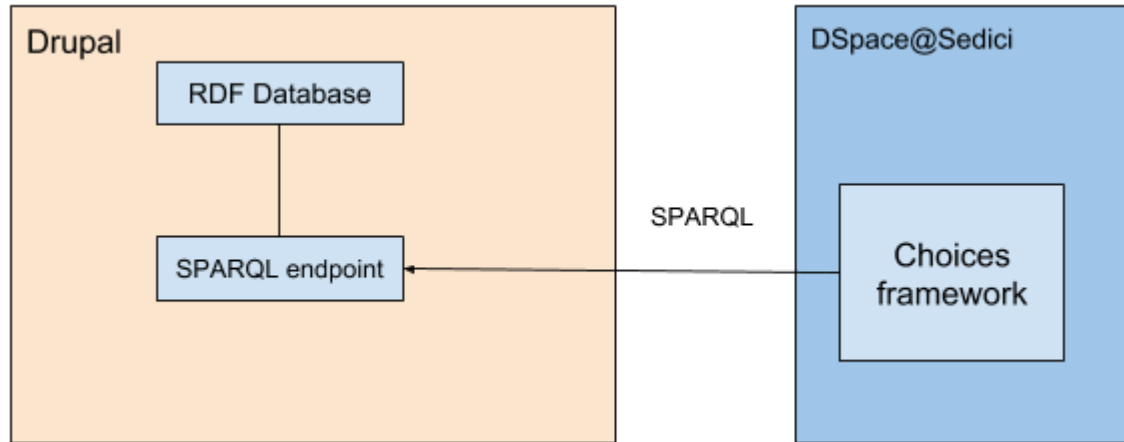 Drupal
RDF Database
SPARQL endpoint
SPARQL
DSpace@Sedici
Choices
framework